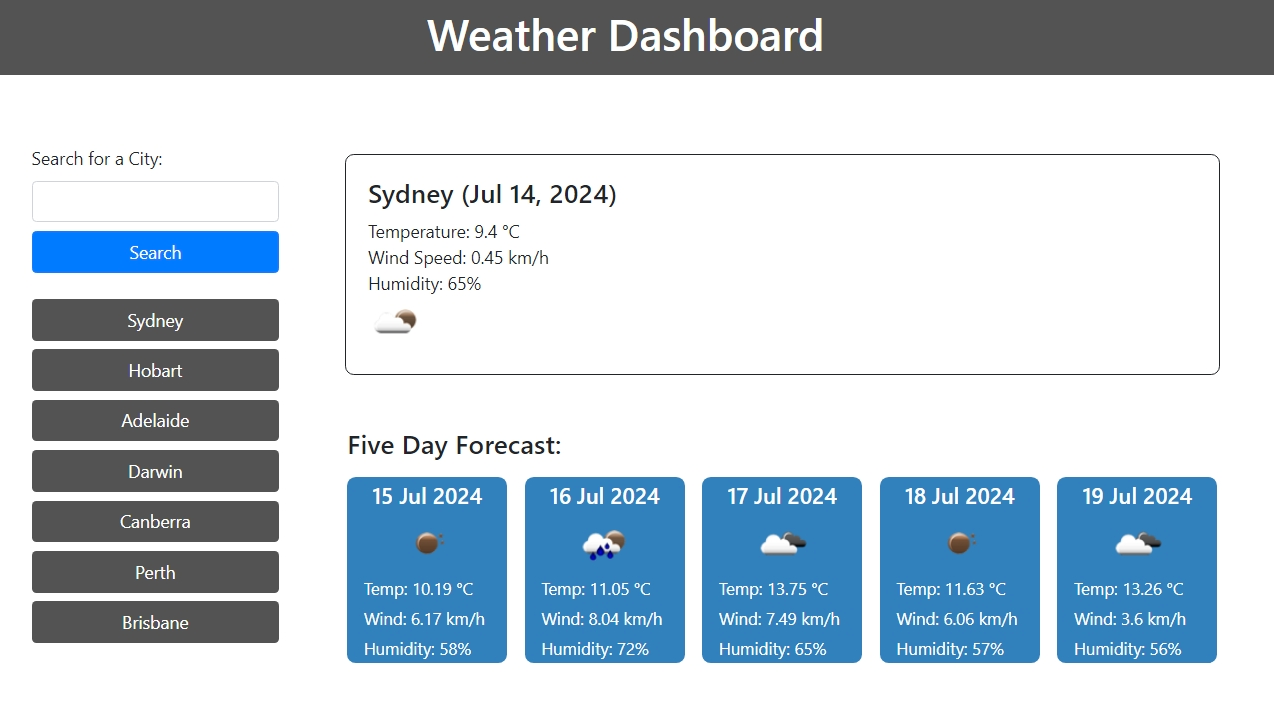 Weather Dashboard
Search for a City:
Search
Sydney
Hobart
Adelaide
Darwin
Canberra
Perth
Brisbane
Sydney (Jul 14, 2024)
Temperature: 9.4 °C
Wind Speed: 0.45 km/h
Humidity: 65%
Five Day Forecast:
15 Jul 2024
Temp: 10.19 °C
Wind: 6.17 km/h
Humidity: 58%
16 Jul 2024
Temp: 11.05 °C
Wind: 8.04 km/h
Humidity: 72%
17 Jul 2024
Temp: 13.75 °C
Wind: 7.49 km/h
Humidity: 65%
18 Jul 2024
Temp: 11.63 °C
Wind: 6.06 km/h
Humidity: 57%
19 Jul 2024
Temp: 13.26 °C
Wind: 3.6 km/h
Humidity: 56%